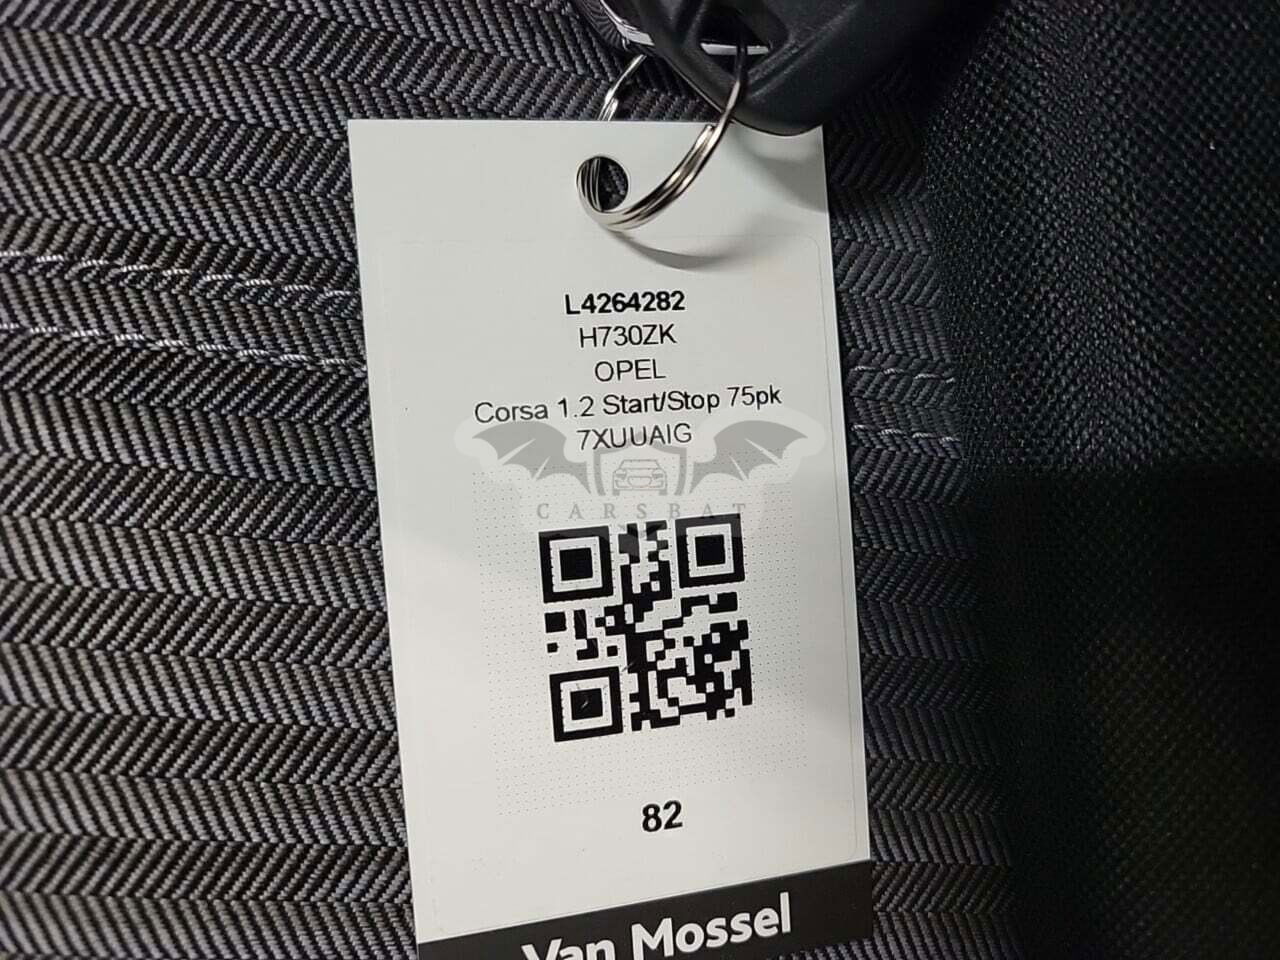 L4264282
H730ZK
OPEL
Corsa 1.2 Start/Stop 75pk
7XUUAIG
CARSBAT
82
Van Mossel